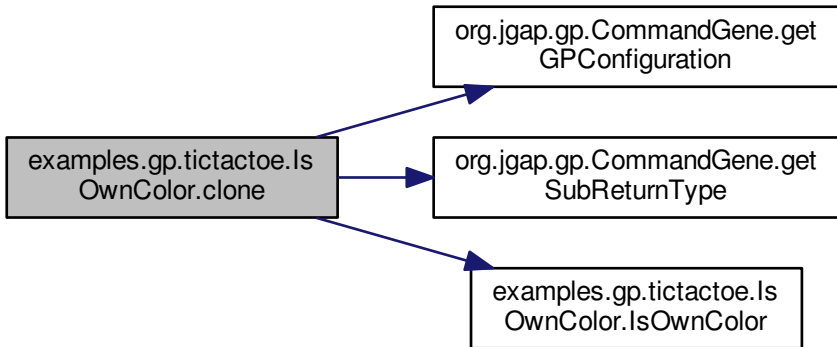 org.jgap.gp.CommandGene.get
GPConfiguration
examples.gp.tictactoe.Is
OwnColor.clone
org.jgap.gp.CommandGene.get
SubReturnType
examples.gp.tictactoe.Is
OwnColor.IsOwnColor